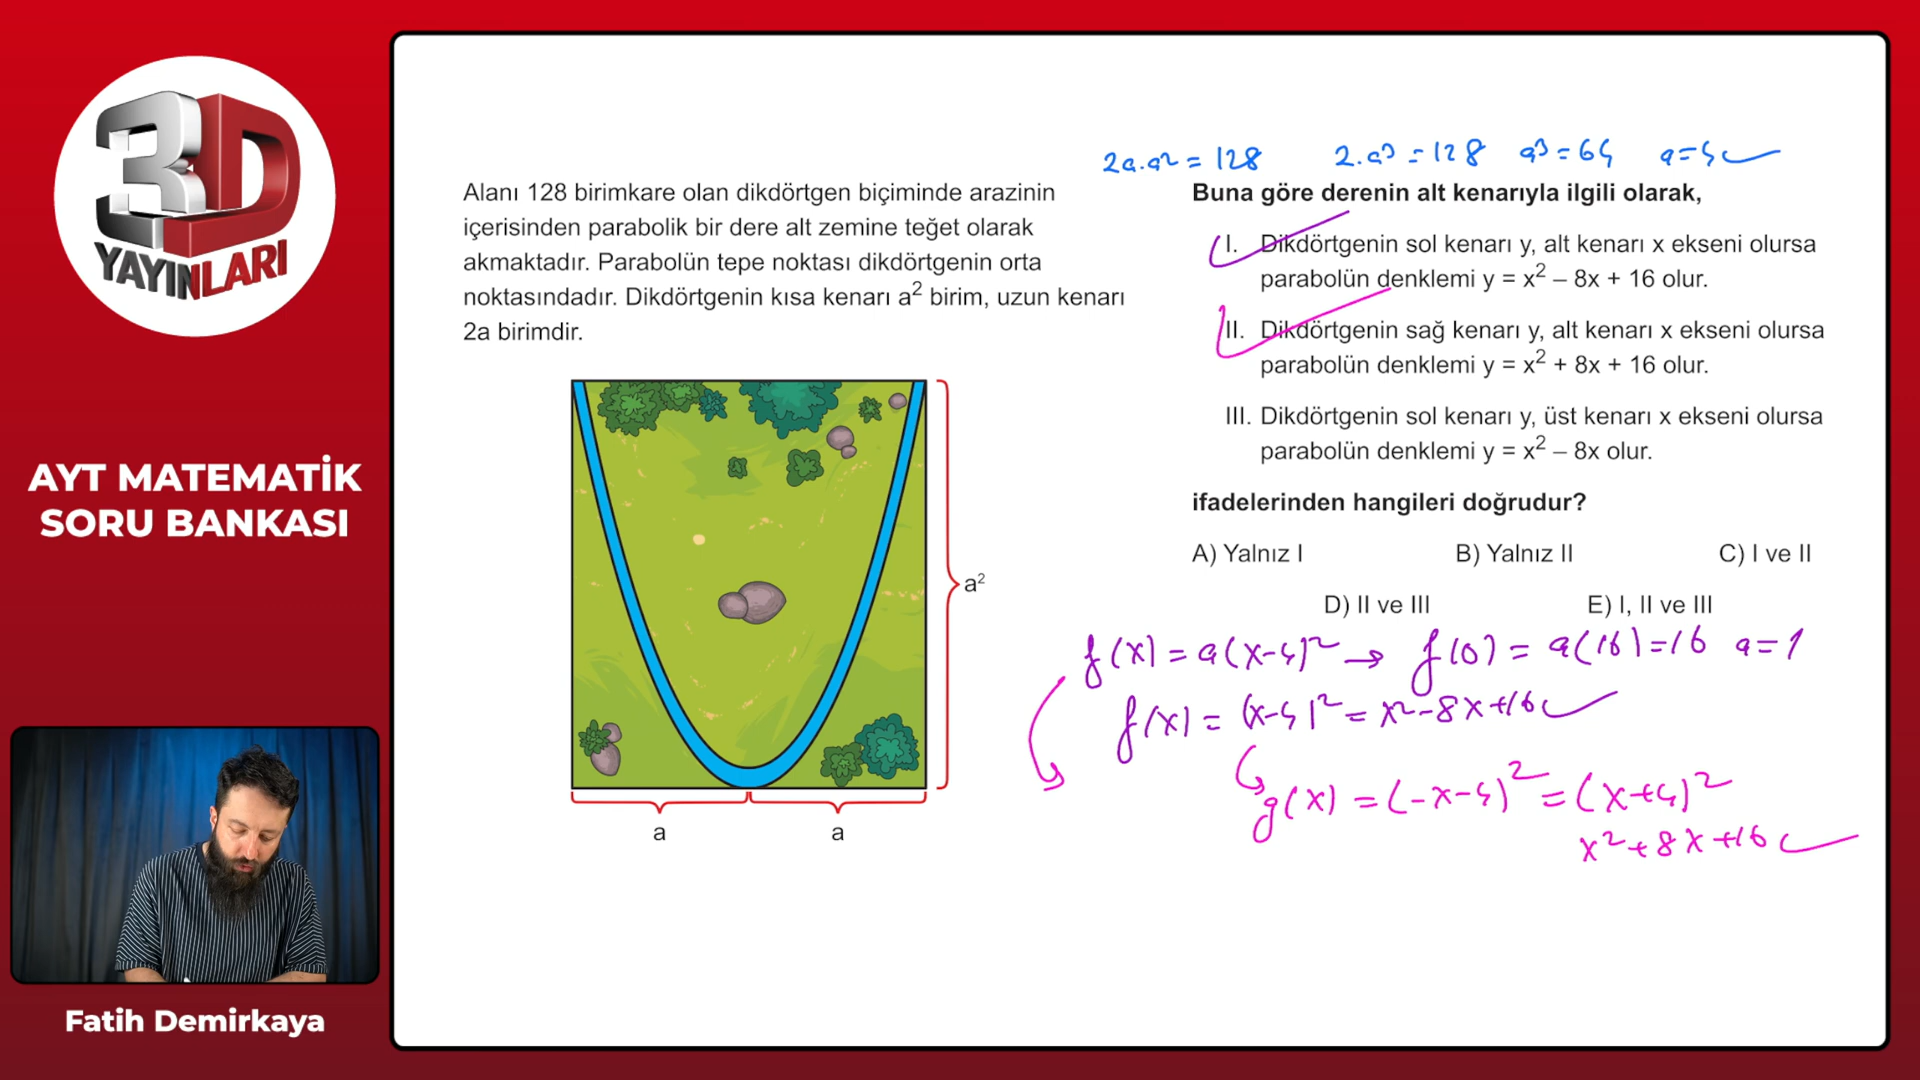 3D
YAYINLARI
AYT MATEMATİK
SORU BANKASI
Fatih Demirkaya
Alanı 128 birimkare olan dikdörtgen biçiminde arazinin
içerisinden parabolik bir dere alt zemine teğet olarak
akmaktadır. Parabolün tepe noktası dikdörtgenin orta
noktasındadır. Dikdörtgenin kısa kenarı a² birim, uzun kenarı
2a birimdir.
a²
a a
2a.a² = 128 2.a³ = 128 a³ = 64 a=4
Buna göre derenin alt kenarıyla ilgili olarak,
I. Dikdörtgenin sol kenarı y, alt kenarı x ekseni olursa
parabolün denklemi y = x² – 8x + 16 olur.
II. Dikdörtgenin sağ kenarı y, alt kenarı x ekseni olursa
parabolün denklemi y = x² + 8x + 16 olur.
III. Dikdörtgenin sol kenarı y, üst kenarı x ekseni olursa
parabolün denklemi y = x² – 8x olur.
ifadelerinden hangileri doğrudur?
A) Yalnız I B) Yalnız II C) I ve II
D) II ve III E) I, II ve III
f(x) = a(x-4)² → f(0) = a(16)=16 a=1
f(x) = (x-4)² = x²-8x+16
g(x) = (-x-4)² = (x+4)²
x²+8x+16